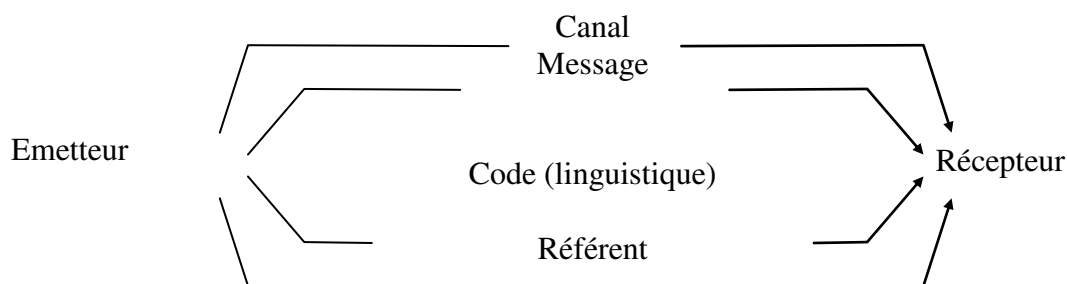 Canal
Message
Emetteur
Récepteur
Code (linguistique)
Référent